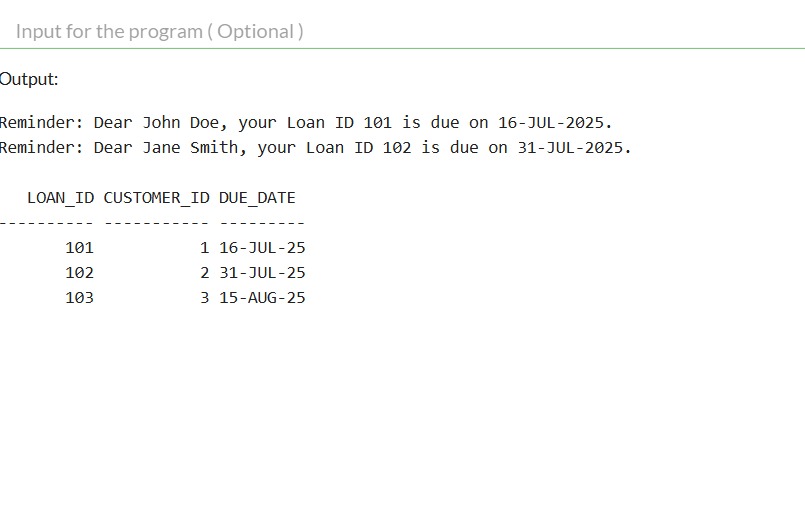 Input for the program ( Optional )
Output:
Reminder: Dear John Doe, your Loan ID 101 is due on 16-JUL-2025.
Reminder: Dear Jane Smith, your Loan ID 102 is due on 31-JUL-2025.
LOAN_ID CUSTOMER_ID DUE_DATE
---------- ----------- ---------
101 1 16-JUL-25
102 2 31-JUL-25
103 3 15-AUG-25